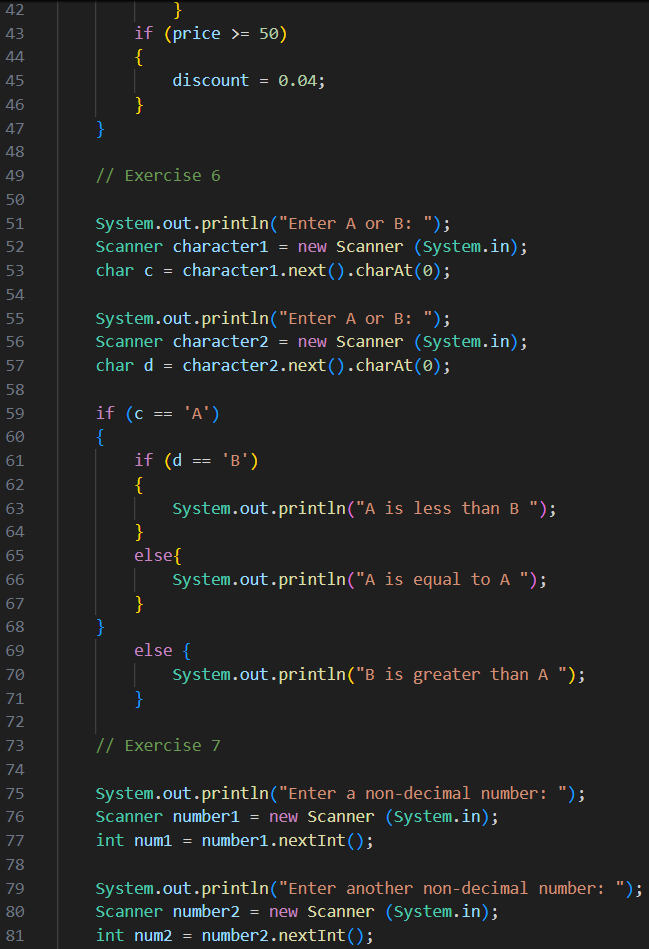 42             }
43         if (price >= 50)
44         {
45             discount = 0.04;
46         }
47     }
48
49     // Exercise 6
50
51     System.out.println("Enter A or B: ");
52     Scanner character1 = new Scanner (System.in);
53     char c = character1.next().charAt(0);
54
55     System.out.println("Enter A or B: ");
56     Scanner character2 = new Scanner (System.in);
57     char d = character2.next().charAt(0);
58
59     if (c == 'A')
60     {
61         if (d == 'B')
62         {
63             System.out.println("A is less than B ");
64         }
65         else{
66             System.out.println("A is equal to A ");
67         }
68     }
69         else {
70             System.out.println("B is greater than A ");
71         }
72
73     // Exercise 7
74
75     System.out.println("Enter a non-decimal number: ");
76     Scanner number1 = new Scanner (System.in);
77     int num1 = number1.nextInt();
78
79     System.out.println("Enter another non-decimal number: ");
80     Scanner number2 = new Scanner (System.in);
81     int num2 = number2.nextInt();